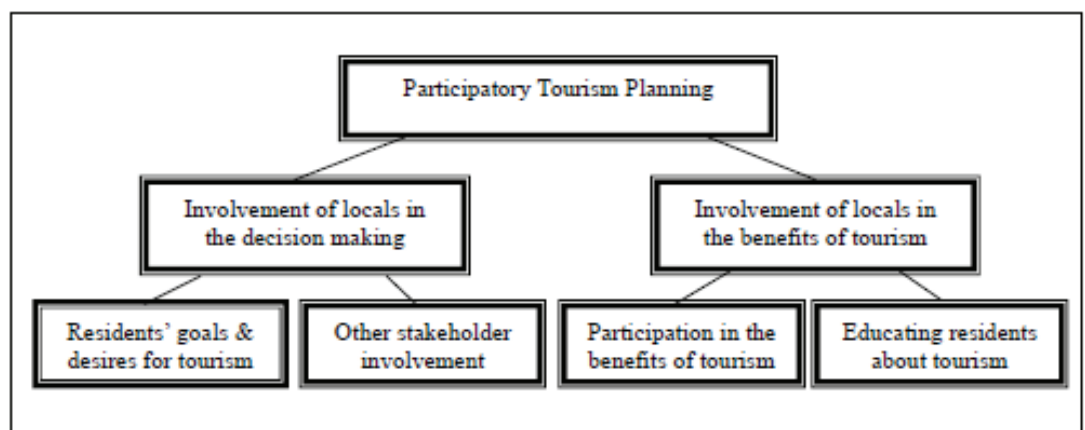 Participatory Tourism Planning
Involvement of locals in
the decision making
Involvement of locals in
the benefits of tourism
Residents' goals &
desires for tourism
Other stakeholder
involvement
Participation in the
benefits of tourism
Educating residents
about tourism